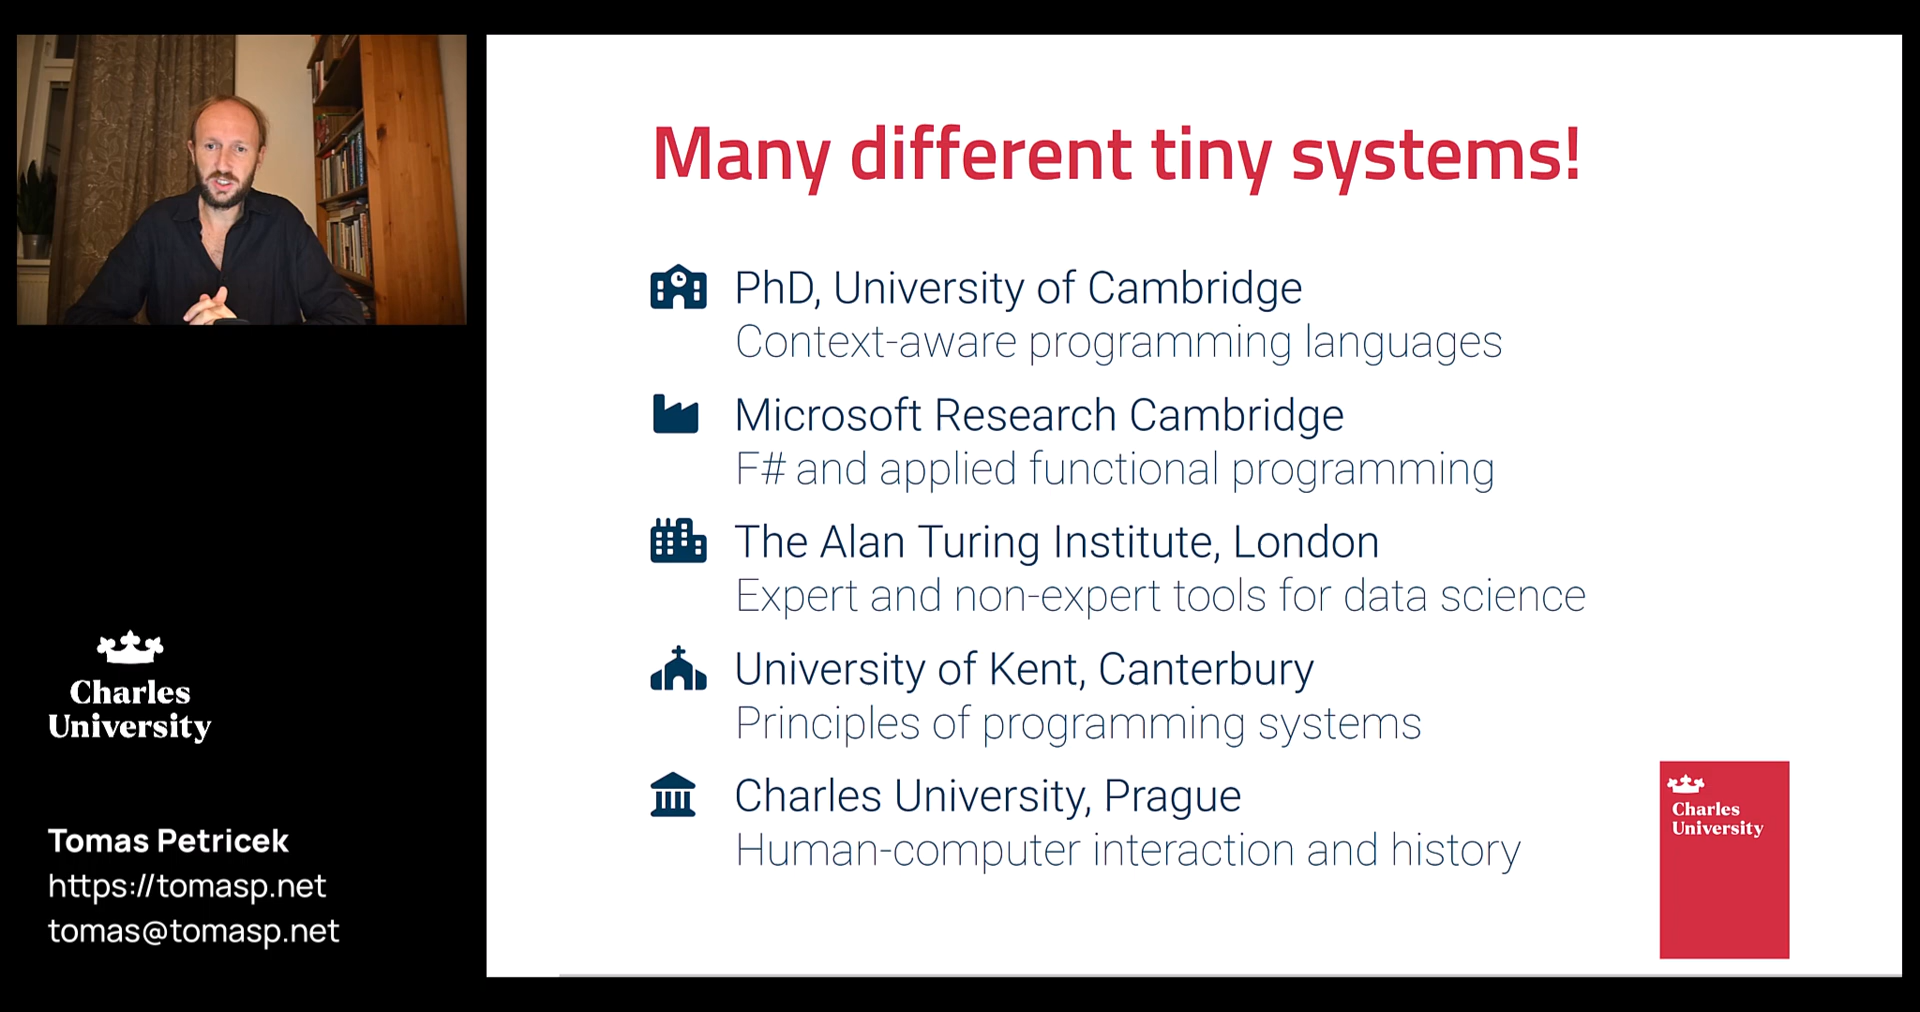 Many different tiny systems!
PhD, University of Cambridge
Context-aware programming languages
Microsoft Research Cambridge
F# and applied functional programming
The Alan Turing Institute, London
Expert and non-expert tools for data science
University of Kent, Canterbury
Principles of programming systems
Charles University, Prague
Human-computer interaction and history
Charles
University
Charles
University
Tomas Petricek
https://tomasp.net
tomas@tomasp.net